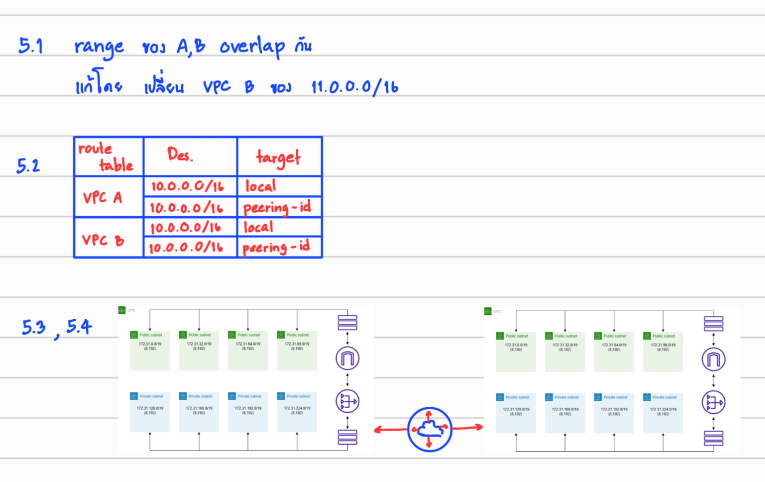 5.1 range ของ A,B overlap กัน
แก้โดย เปลี่ยน VPC B ของ 11.0.0.0/16
5.2
route table Des. target
VPC A 10.0.0.0/16 local
10.0.0.0/16 peering-id
VPC B 10.0.0.0/16 local
10.0.0.0/16 peering-id
5.3 , 5.4
VPC
Public subnet Public subnet Public subnet Public subnet
172.31.0.0/19 172.31.32.0/19 172.31.64.0/19 172.31.96.0/19
(8,192) (8,192) (8,192) (8,192)
Private subnet Private subnet Private subnet Private subnet
172.31.128.0/19 172.31.160.0/19 172.31.192.0/19 172.31.224.0/19
(8,192) (8,192) (8,192) (8,192)
VPC
Public subnet Public subnet Public subnet Public subnet
172.31.0.0/19 172.31.32.0/19 172.31.64.0/19 172.31.96.0/19
(8,192) (8,192) (8,192) (8,192)
Private subnet Private subnet Private subnet Private subnet
172.31.128.0/19 172.31.160.0/19 172.31.192.0/19 172.31.224.0/19
(8,192) (8,192) (8,192) (8,192)